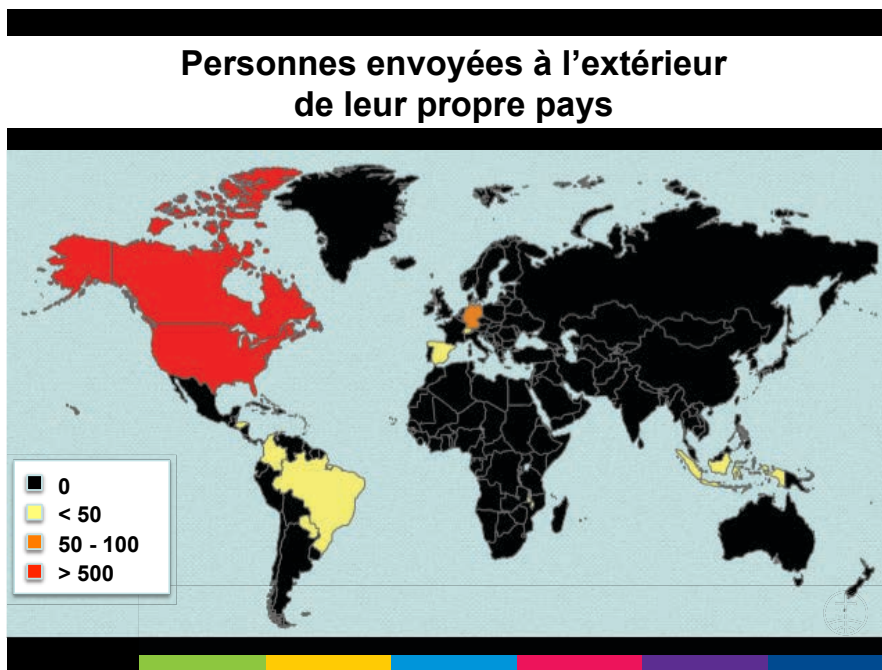 Personnes envoyées à l’extérieur
de leur propre pays
0
< 50
50 - 100
> 500